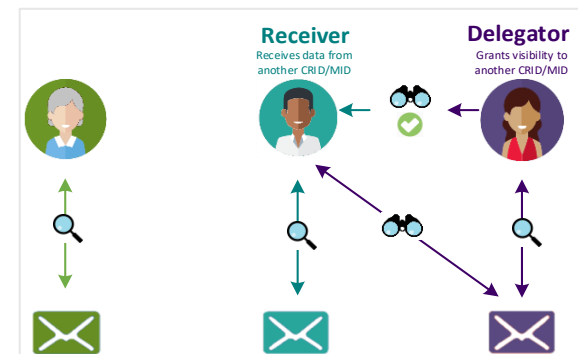 Receiver
Receives data from
another CRID/MID
Delegator
Grants visibility to
another CRID/MID